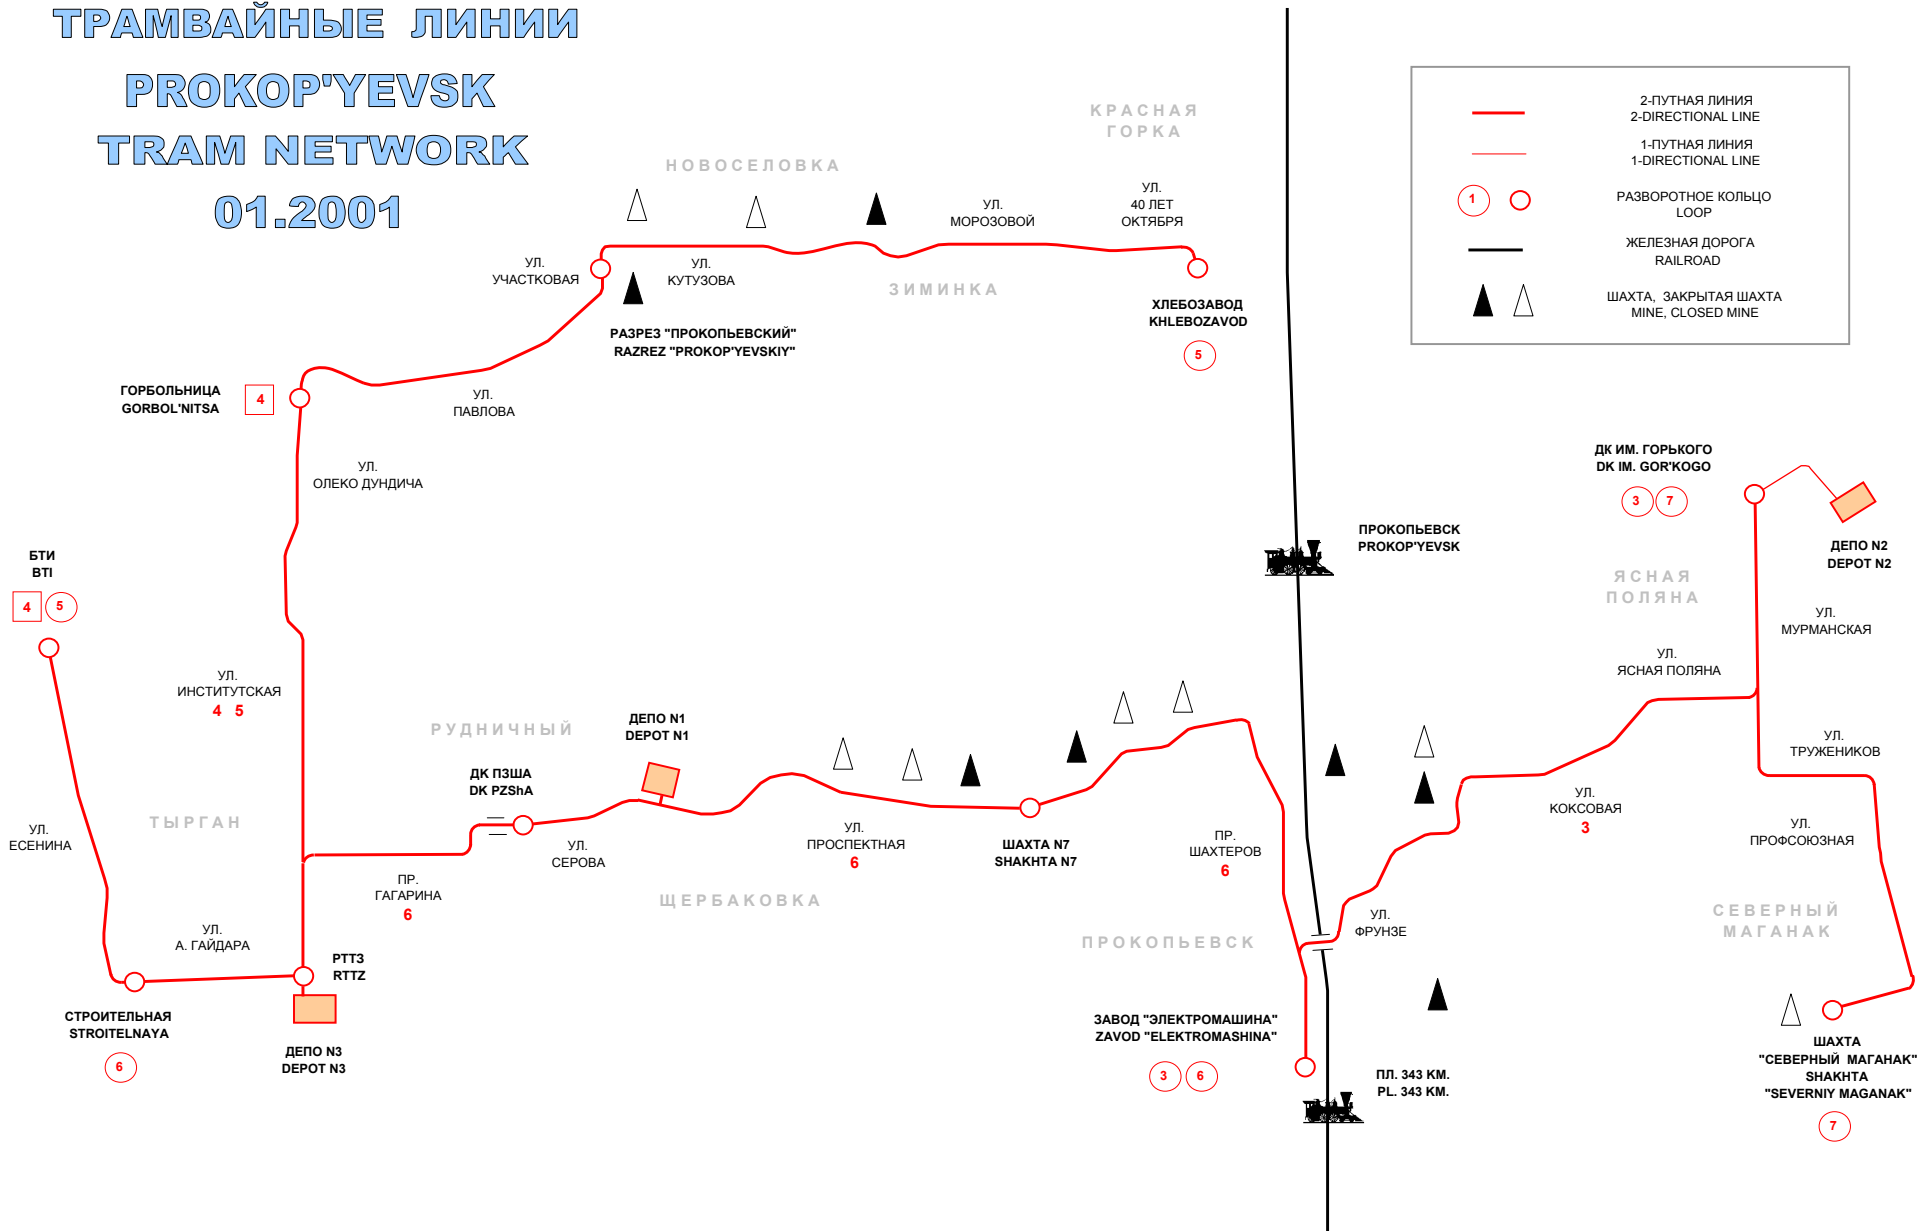 ТРАМВАЙНЫЕ ЛИНИИ
PROKOP'YEVSK
TRAM NETWORK
01.2001
2-ПУТНАЯ ЛИНИЯ
2-DIRECTIONAL LINE
1-ПУТНАЯ ЛИНИЯ
1-DIRECTIONAL LINE
1
РАЗВОРОТНОЕ КОЛЬЦО
LOOP
ЖЕЛЕЗНАЯ ДОРОГА
RAILROAD
ШАХТА, ЗАКРЫТАЯ ШАХТА
MINE, CLOSED MINE
КРАСНАЯ
ГОРКА
НОВОСЕЛОВКА
УЛ.
МОРОЗОВОЙ
УЛ.
40 ЛЕТ
ОКТЯБРЯ
УЛ.
УЧАСТКОВАЯ
УЛ.
КУТУЗОВА
ЗИМИНКА
РАЗРЕЗ "ПРОКОПЬЕВСКИЙ"
RAZREZ "PROKOP'YEVSKIY"
ХЛЕБОЗАВОД
KHLEBOZAVOD
5
ГОРБОЛЬНИЦА
GORBOL'NITSA
4
УЛ.
ПАВЛОВА
УЛ.
ОЛЕКО ДУНДИЧА
ДК ИМ. ГОРЬКОГО
DK IM. GOR'KOGO
3 7
ПРОКОПЬЕВСК
PROKOP'YEVSK
ДЕПО N2
DEPOT N2
БТИ
BTI
4 5
ЯСНАЯ
ПОЛЯНА
УЛ.
МУРМАНСКАЯ
УЛ.
ЯСНАЯ ПОЛЯНА
УЛ.
ИНСТИТУТСКАЯ
4 5
РУДНИЧНЫЙ
ДЕПО N1
DEPOT N1
ДК ПЗША
DK PZShA
УЛ.
ТРУЖЕНИКОВ
УЛ.
КОКСОВАЯ
3
ТЫРГАН
УЛ.
ЕСЕНИНА
УЛ.
СЕРОВА
УЛ.
ПРОСПЕКТНАЯ
6
ШАХТА N7
SHAKHTA N7
ПР.
ШАХТЕРОВ
6
УЛ.
ПРОФСОЮЗНАЯ
ПР.
ГАГАРИНА
6
ЩЕРБАКОВКА
УЛ.
А. ГАЙДАРА
ПРОКОПЬЕВСК
УЛ.
ФРУНЗЕ
СЕВЕРНЫЙ
МАГАНАК
РТТЗ
RTTZ
СТРОИТЕЛЬНАЯ
STROITELNAYA
6
ДЕПО N3
DEPOT N3
ЗАВОД "ЭЛЕКТРОМАШИНА"
ZAVOD "ELEKTROMASHINA"
3 6
ПЛ. 343 КМ.
PL. 343 KM.
ШАХТА
"СЕВЕРНЫЙ МАГАНАК"
SHAKHTA
"SEVERNIY MAGANAK"
7